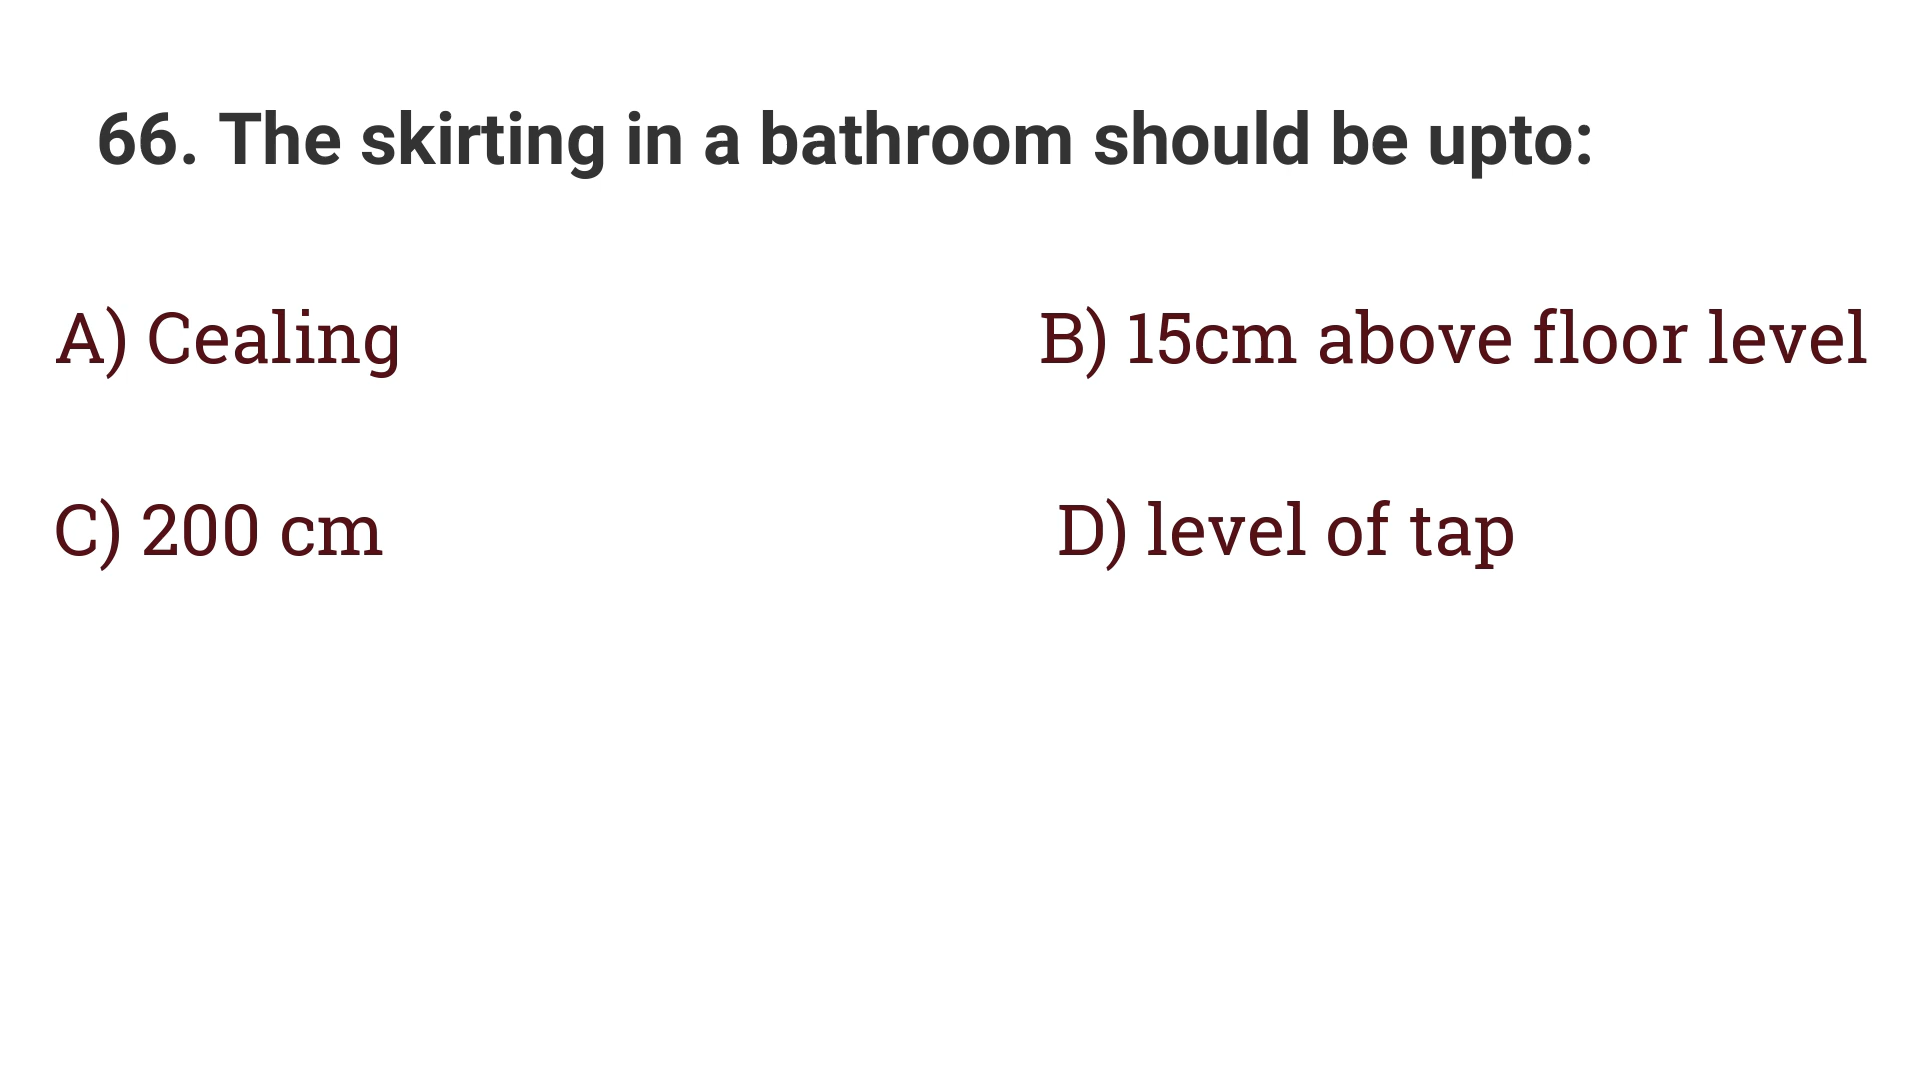 66. The skirting in a bathroom should be upto:
A) Cealing
B) 15cm above floor level
C) 200 cm
D) level of tap